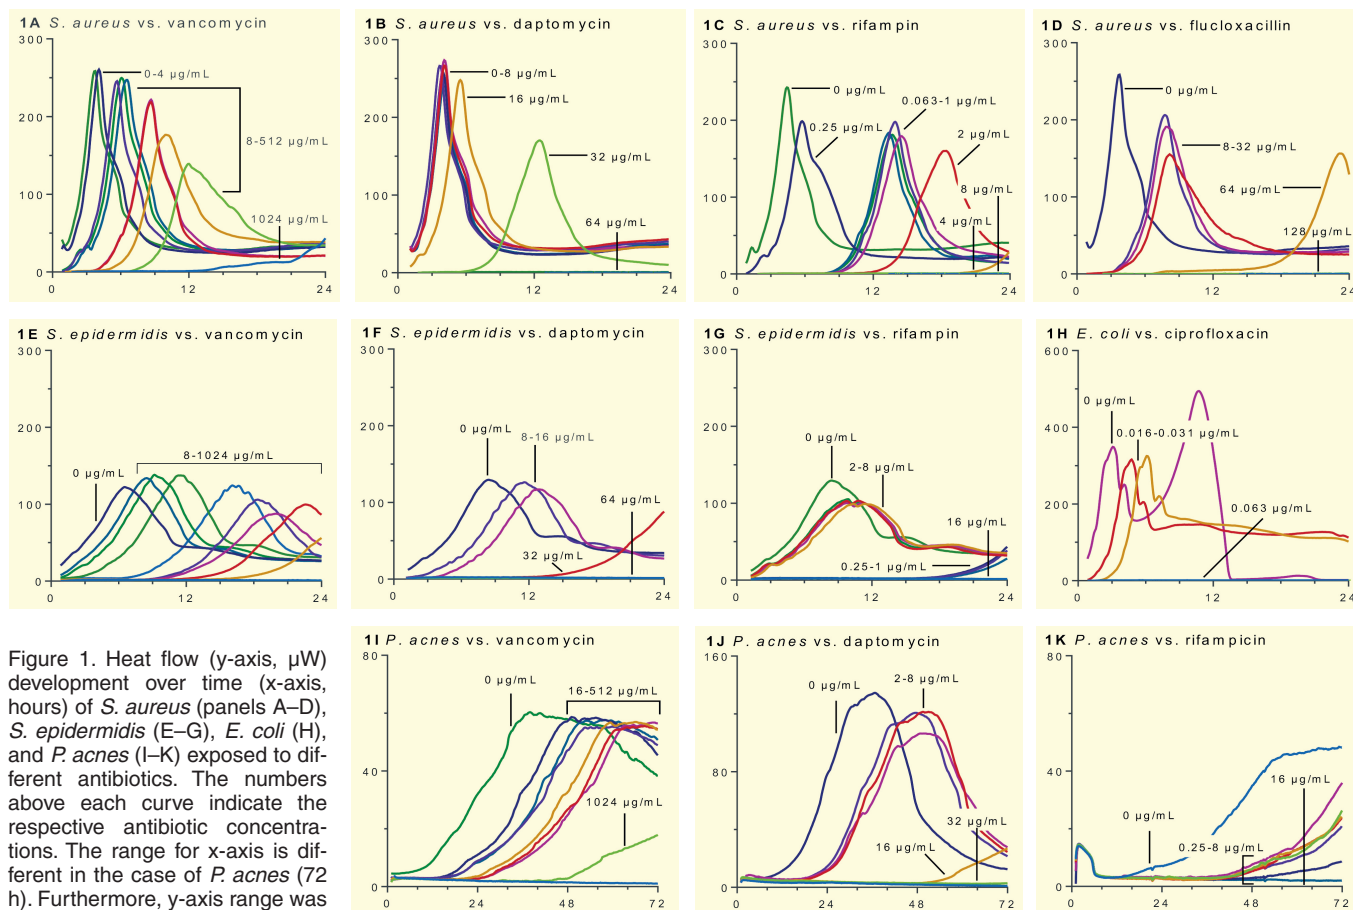 1A S. aureus vs. vancomycin
300
200
100
0
0
12
24
0-4 µg/mL
8-512 µg/mL
1024 µg/mL
1B S. aureus vs. daptomycin
300
200
100
0
0
12
24
0-8 µg/mL
16 µg/mL
32 µg/mL
64 µg/mL
1C S. aureus vs. rifampin
300
200
100
0
0
12
24
0 µg/mL
0.25 µg/mL
0.063-1 µg/mL
2 µg/mL
8 µg/mL
4 µg/mL
1D S. aureus vs. flucloxacillin
300
200
100
0
0
12
24
0 µg/mL
8-32 µg/mL
64 µg/mL
128 µg/mL
1E S. epidermidis vs. vancomycin
300
200
100
0
0
12
24
0 µg/mL
8-1024 µg/mL
1F S. epidermidis vs. daptomycin
300
200
100
0
0
12
24
0 µg/mL
8-16 µg/mL
64 µg/mL
32 µg/mL
1G S. epidermidis vs. rifampin
300
200
100
0
0
12
24
0 µg/mL
2-8 µg/mL
16 µg/mL
0.25-1 µg/mL
1H E. coli vs. ciprofloxacin
600
400
200
0
0
12
24
0 µg/mL
0.016-0.031 µg/mL
0.063 µg/mL
1I P. acnes vs. vancomycin
80
40
0
0
24
48
72
0 µg/mL
16-512 µg/mL
1024 µg/mL
1J P. acnes vs. daptomycin
160
80
0
0
24
48
72
0 µg/mL
2-8 µg/mL
32 µg/mL
16 µg/mL
1K P. acnes vs. rifampicin
80
40
0
0
24
48
72
0 µg/mL
16 µg/mL
0.25-8 µg/mL
Figure 1. Heat flow (y-axis, µW)
development over time (x-axis,
hours) of S. aureus (panels A–D),
S. epidermidis (E–G), E. coli (H),
and P. acnes (I–K) exposed to dif-
ferent antibiotics. The numbers
above each curve indicate the
respective antibiotic concentra-
tions. The range for x-axis is dif-
ferent in the case of P. acnes (72
h). Furthermore, y-axis range was